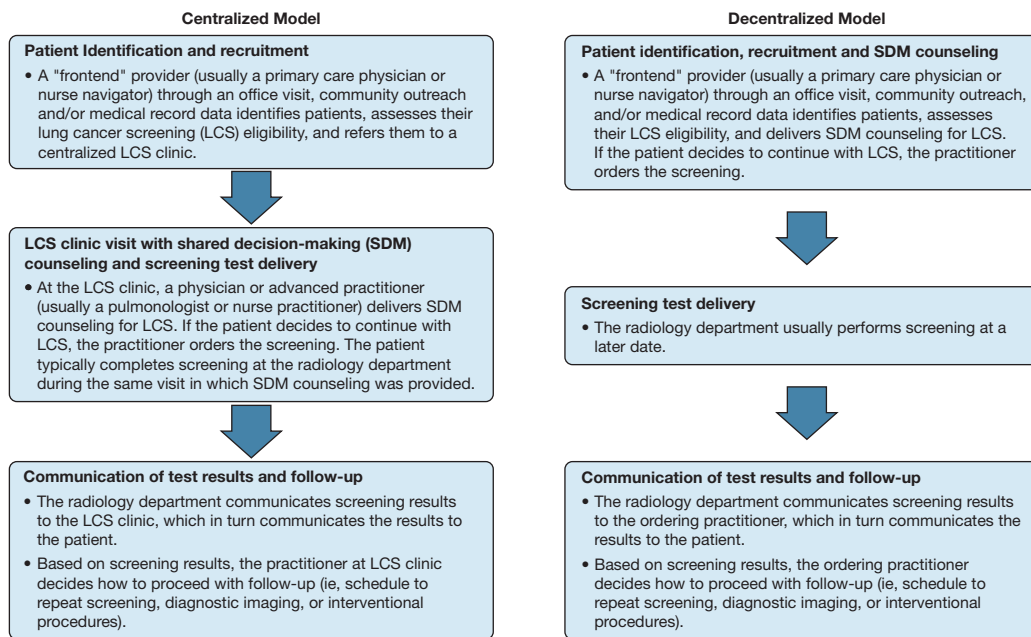 Centralized Model
Patient Identification and recruitment
• A "frontend" provider (usually a primary care physician or
nurse navigator) through an office visit, community outreach
and/or medical record data identifies patients, assesses their
lung cancer screening (LCS) eligibility, and refers them to a
centralized LCS clinic.
LCS clinic visit with shared decision-making (SDM)
counseling and screening test delivery
• At the LCS clinic, a physician or advanced practitioner
(usually a pulmonologist or nurse practitioner) delivers SDM
counseling for LCS. If the patient decides to continue with
LCS, the practitioner orders the screening. The patient
typically completes screening at the radiology department
during the same visit in which SDM counseling was provided.
Communication of test results and follow-up
• The radiology department communicates screening results
to the LCS clinic, which in turn communicates the results to
the patient.
• Based on screening results, the practitioner at LCS clinic
decides how to proceed with follow-up (ie, schedule to
repeat screening, diagnostic imaging, or interventional
procedures).
Decentralized Model
Patient identification, recruitment and SDM counseling
• A "frontend" provider (usually a primary care physician or
nurse navigator) through an office visit, community outreach,
and/or medical record data identifies patients, assesses
their LCS eligibility, and delivers SDM counseling for LCS.
If the patient decides to continue with LCS, the practitioner
orders the screening.
Screening test delivery
• The radiology department usually performs screening at a
later date.
Communication of test results and follow-up
• The radiology department communicates screening results
to the ordering practitioner, which in turn communicates the
results to the patient.
• Based on screening results, the ordering practitioner
decides how to proceed with follow-up (ie, schedule to
repeat screening, diagnostic imaging, or interventional
procedures).